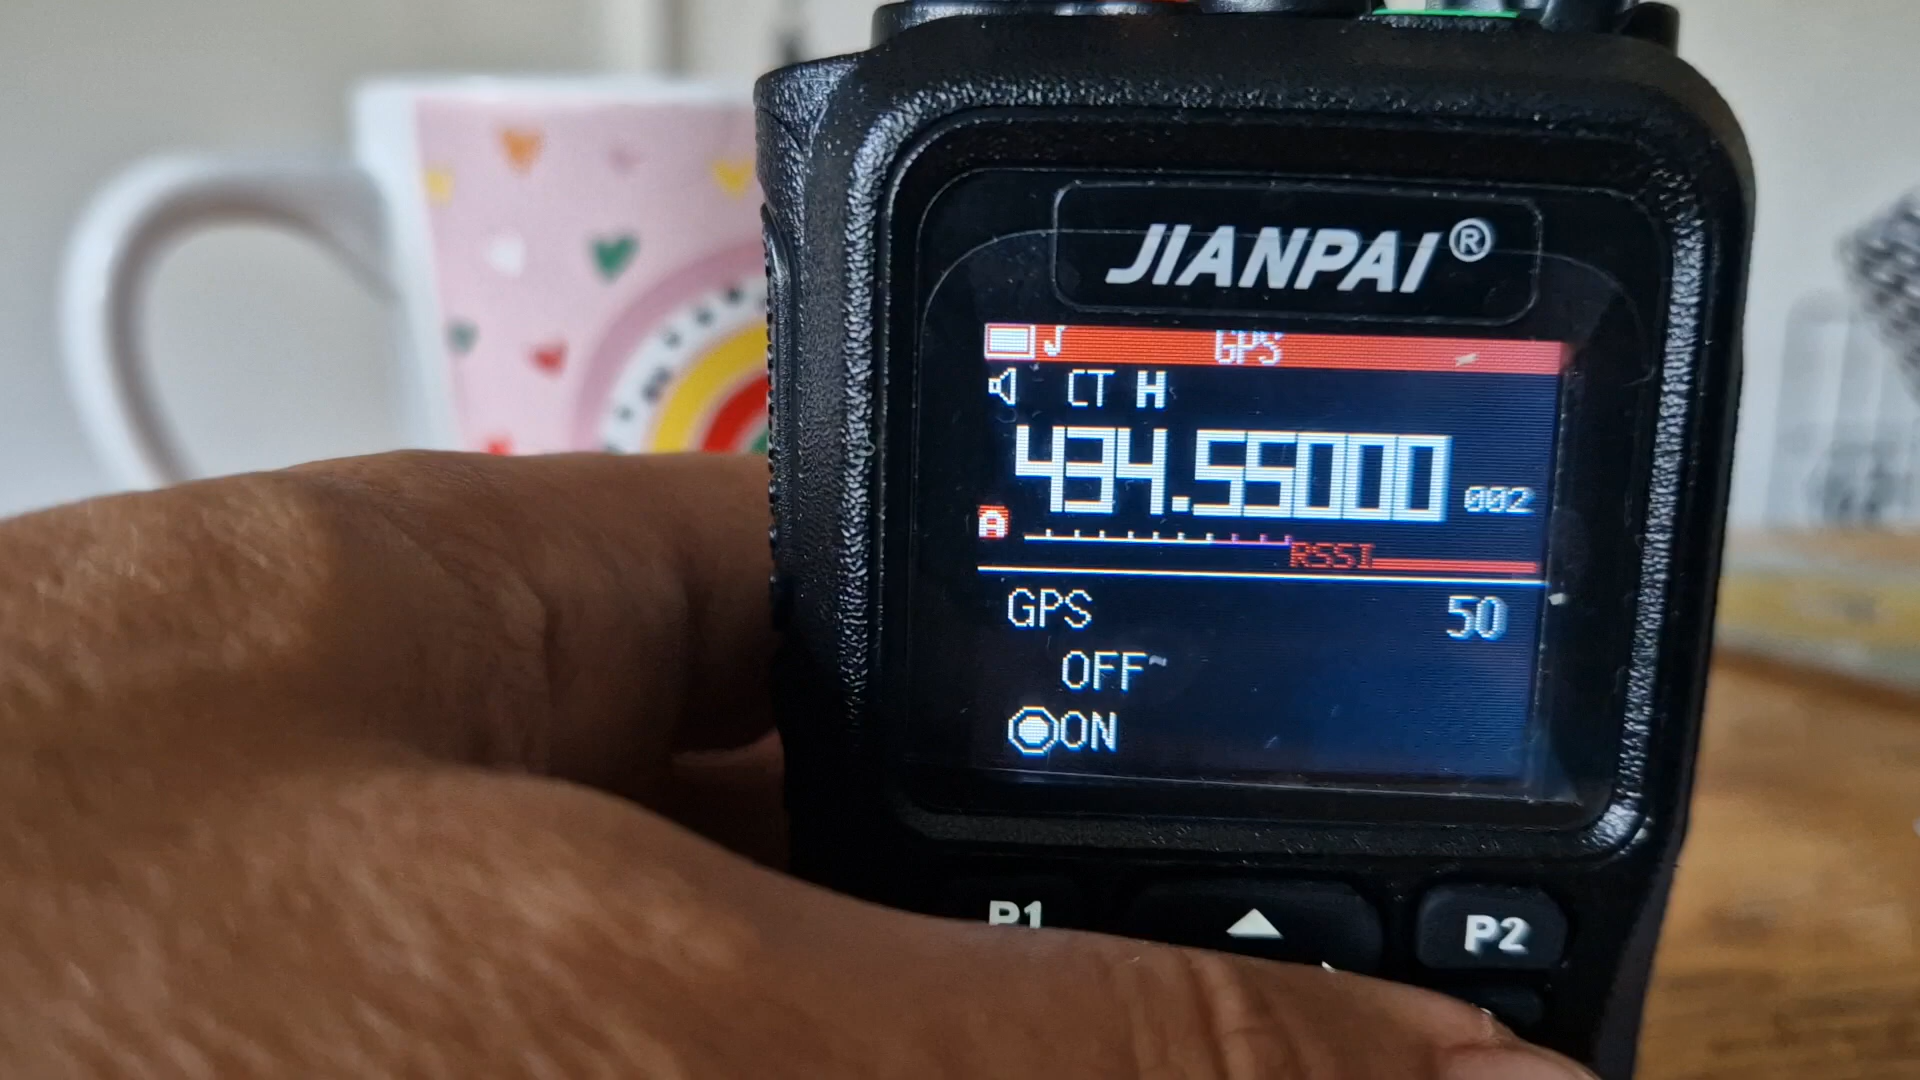 JIANPAI®
GPS
CT H
434.55000 002
A
RSSI
GPS 50
OFF
ON
P1 P2